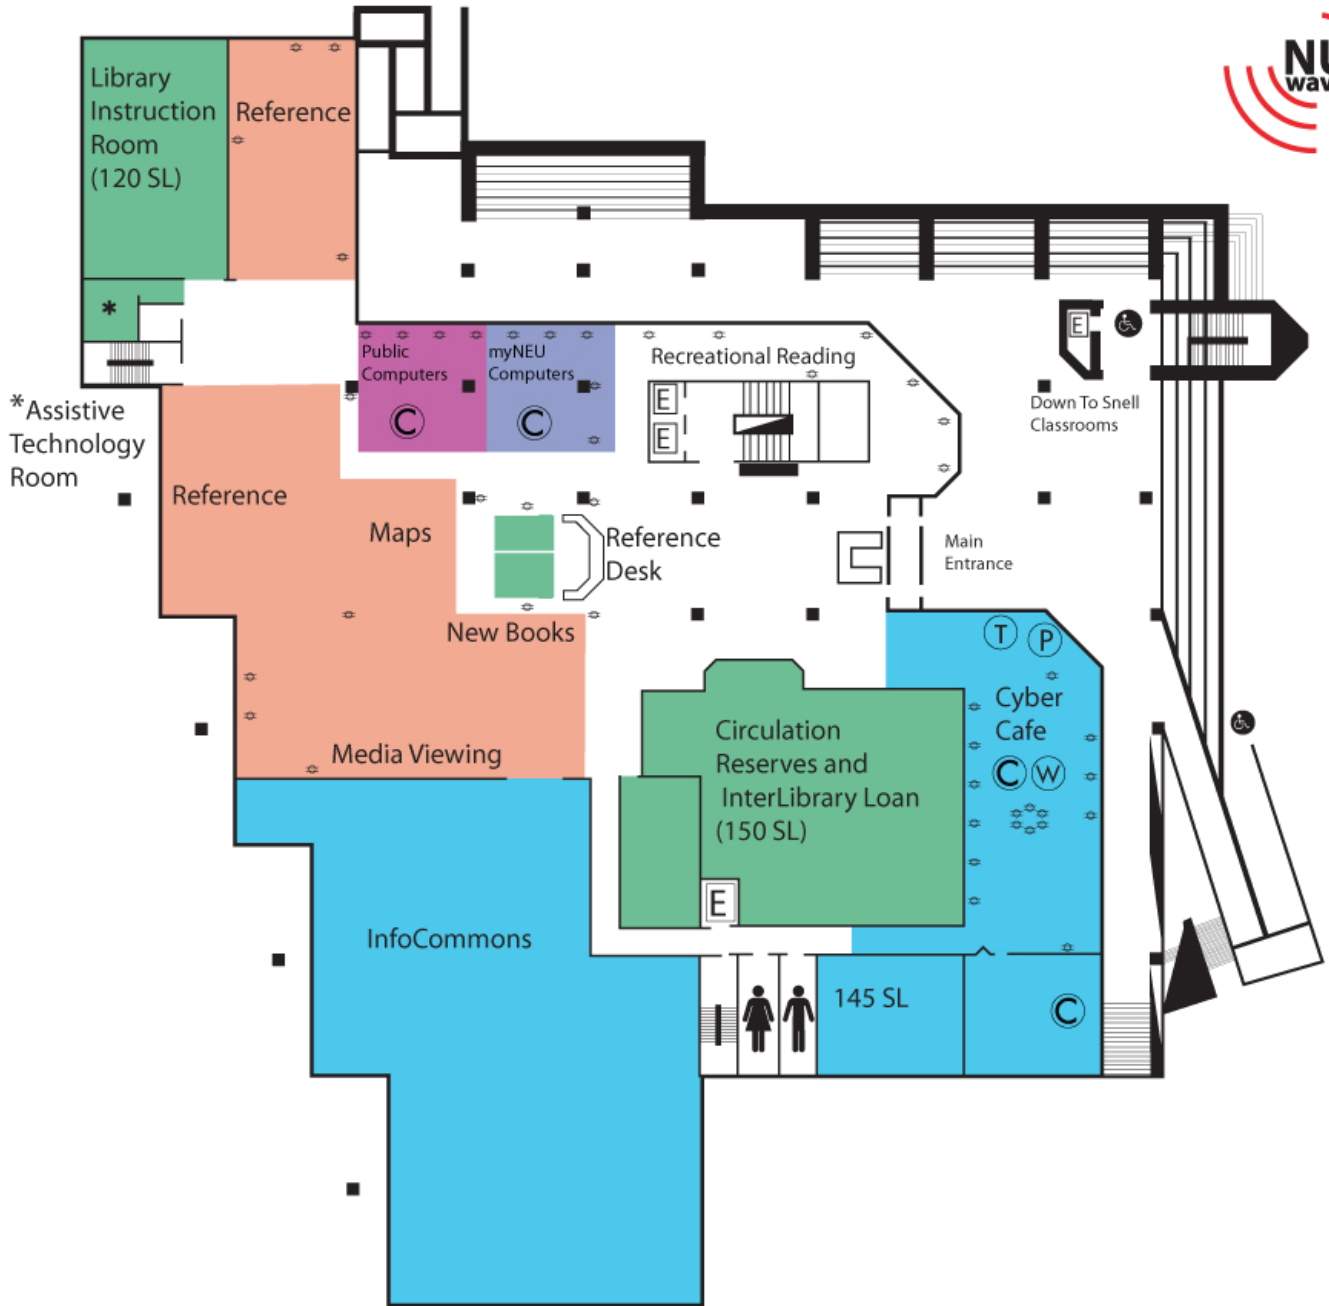 NU
wav
Library
Instruction
Room
(120 SL)
Reference
*
E
Public
Computers
C
myNEU
Computers
C
Recreational Reading
E
E
Down To Snell
Classrooms
*Assistive
Technology
Room
Reference
Maps
Reference
Desk
Main
Entrance
New Books
T
P
Cyber
Cafe
C
W
Circulation
Reserves and
InterLibrary Loan
(150 SL)
Media Viewing
E
InfoCommons
145 SL
C